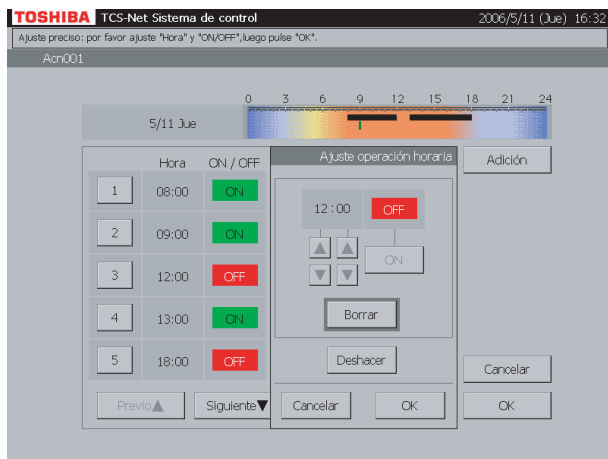 TOSHIBA TCS-Net Sistema de control 2006/5/11 (Jue) 16:32
Ajuste preciso: por favor ajuste "Hora" y "ON/OFF",luego pulse "OK".
Acn001
0 3 6 9 12 15 18 21 24
5/11 Jue
Hora ON / OFF
1 08:00 ON
2 09:00 ON
3 12:00 OFF
4 13:00 ON
5 18:00 OFF
Previo▲ Siguiente▼
Ajuste operación horaria
12:00 OFF
▲ ▲ ON
▼ ▼
Borrar
Deshacer
Cancelar OK
Adición
Cancelar
OK